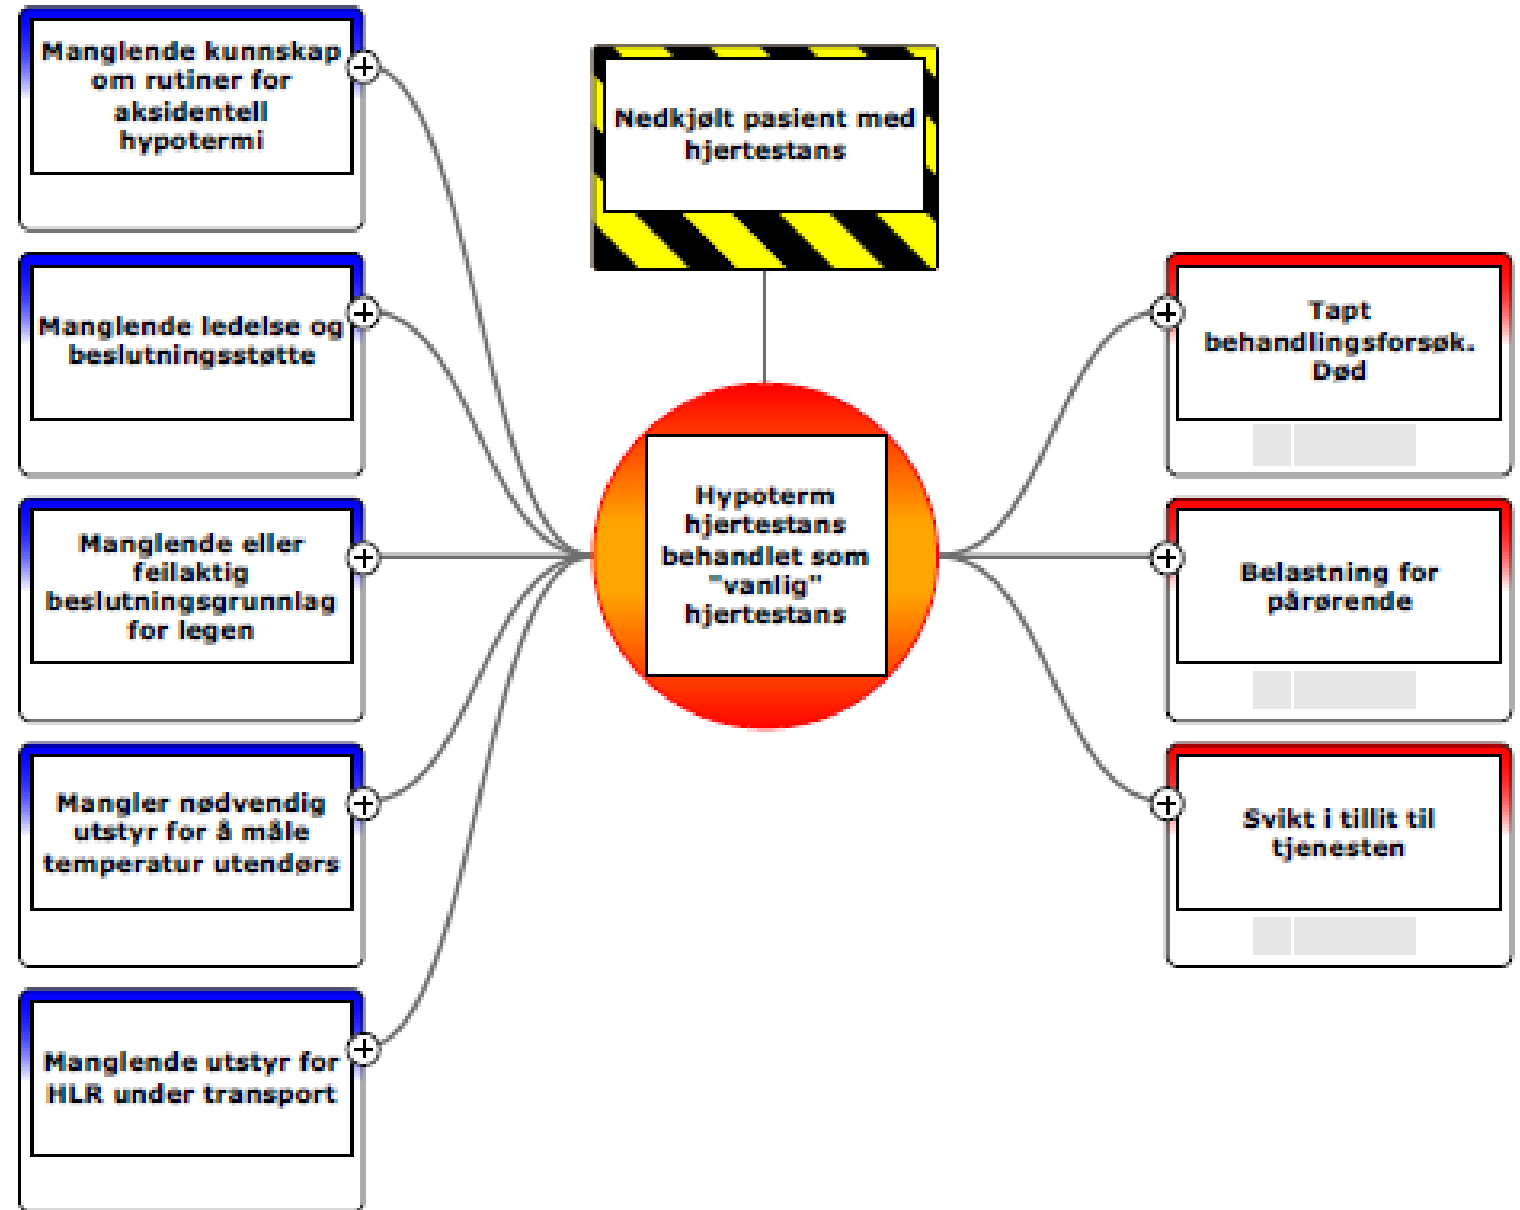 Manglende kunnskap
om rutiner for
aksidentell
hypotermi
Manglende ledelse og
beslutningsstøtte
Manglende eller
feilaktig
beslutningsgrunnlag
for legen
Mangler nødvendig
utstyr for å måle
temperatur utendørs
Manglende utstyr for
HLR under transport
Nedkjølt pasient med
hjertestans
Hypoterm
hjertestans
behandlet som
"vanlig"
hjertestans
Tapt
behandlingsforsøk.
Død
Belastning for
pårørende
Svikt i tillit til
tjenesten